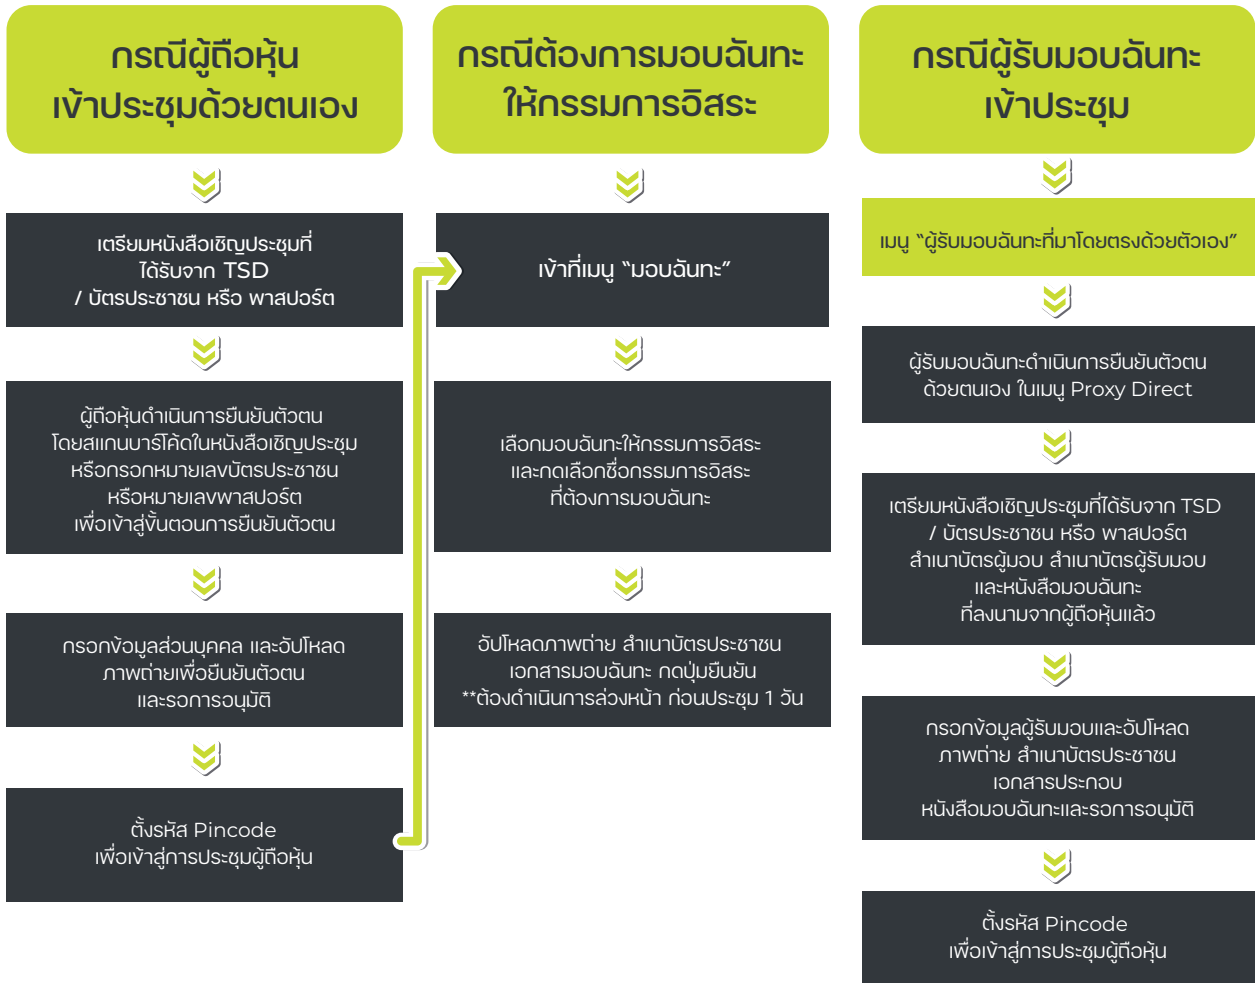 กรณีผู้ถือหุ้น
เข้าประชุมด้วยตนเอง
เตรียมหนังสือเชิญประชุมที่
ได้รับจาก TSD
/ บัตรประชาชน หรือ พาสปอร์ต
ผู้ถือหุ้นดำเนินการยืนยันตัวตน
โดยสแกนบาร์โค้ดในหนังสือเชิญประชุม
หรือกรอกหมายเลขบัตรประชาชน
หรือหมายเลขพาสปอร์ต
เพื่อเข้าสู่ขั้นตอนการยืนยันตัวตน
กรอกข้อมูลส่วนบุคคล และอัปโหลด
ภาพถ่ายเพื่อยืนยันตัวตน
และรอการอนุมัติ
ตั้งรหัส Pincode
เพื่อเข้าสู่การประชุมผู้ถือหุ้น
กรณีต้องการมอบฉันทะ
ให้กรรมการอิสระ
เข้าที่เมนู “มอบฉันทะ”
เลือกมอบฉันทะให้กรรมการอิสระ
และกดเลือกชื่อกรรมการอิสระ
ที่ต้องการมอบฉันทะ
อัปโหลดภาพถ่าย สำเนาบัตรประชาชน
เอกสารมอบฉันทะ กดปุ่มยืนยัน
**ต้องดำเนินการล่วงหน้า ก่อนประชุม 1 วัน
กรณีผู้รับมอบฉันทะ
เข้าประชุม
เมนู “ผู้รับมอบฉันทะที่มาโดยตรงด้วยตัวเอง”
ผู้รับมอบฉันทะดำเนินการยืนยันตัวตน
ด้วยตนเอง ในเมนู Proxy Direct
เตรียมหนังสือเชิญประชุมที่ได้รับจาก TSD
/ บัตรประชาชน หรือ พาสปอร์ต
สำเนาบัตรผู้มอบ สำเนาบัตรผู้รับมอบ
และหนังสือมอบฉันทะ
ที่ลงนามจากผู้ถือหุ้นแล้ว
กรอกข้อมูลผู้รับมอบและอัปโหลด
ภาพถ่าย สำเนาบัตรประชาชน
เอกสารประกอบ
หนังสือมอบฉันทะและรอการอนุมัติ
ตั้งรหัส Pincode
เพื่อเข้าสู่การประชุมผู้ถือหุ้น